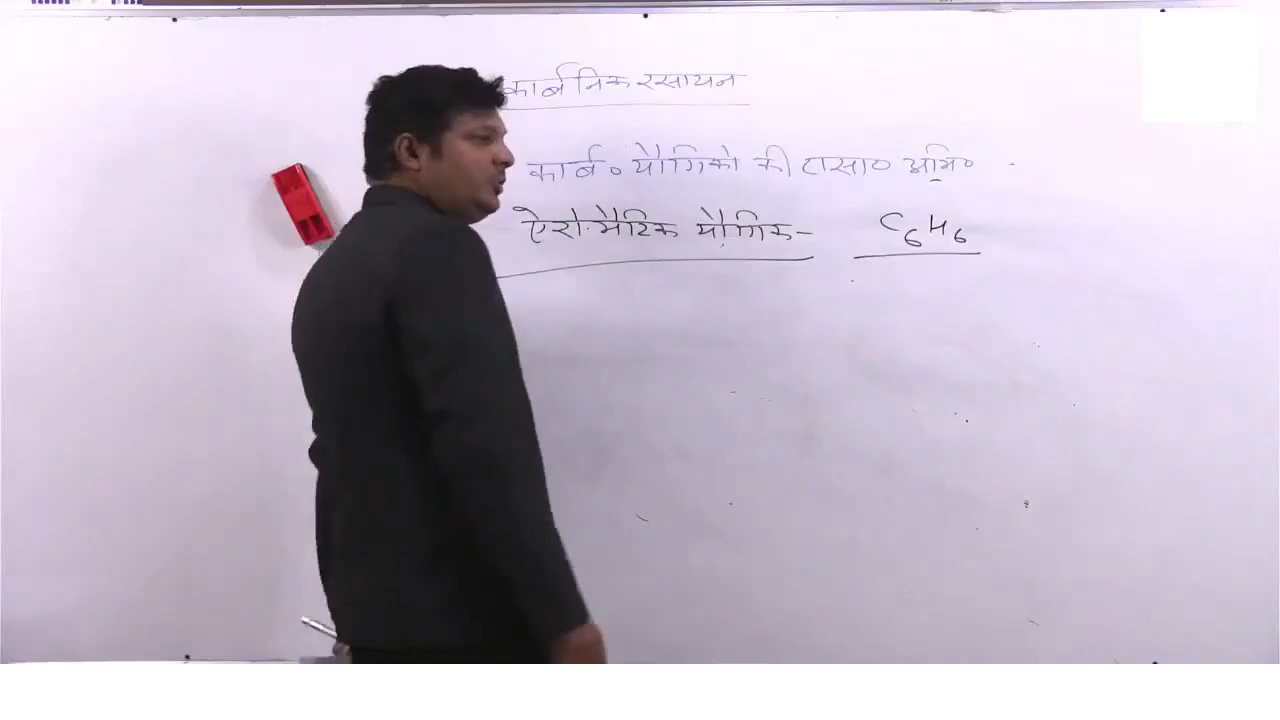 कार्बनिक रसायन
कार्ब० यौगिको की रासा० अभि०
ऐरोमैटिक यौगिक- C₆H₆